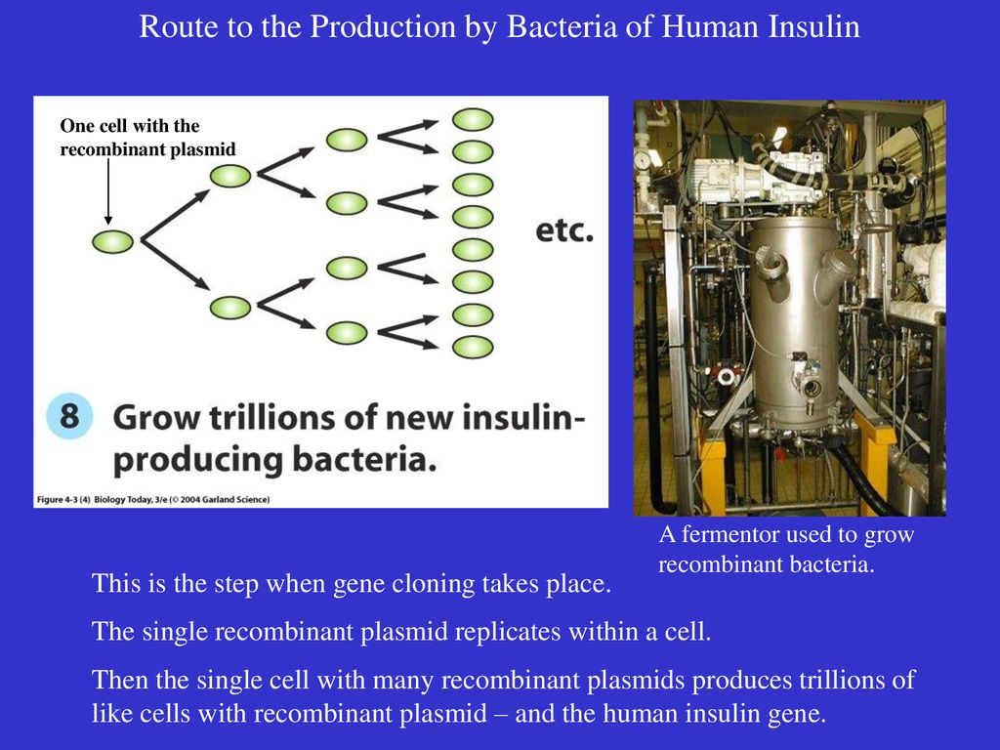 Route to the Production by Bacteria of Human Insulin
One cell with the
recombinant plasmid
etc.
8 Grow trillions of new insulin-
producing bacteria.
Figure 4-3 (4) Biology Today, 3/e (© 2004 Garland Science)
A fermentor used to grow
recombinant bacteria.
This is the step when gene cloning takes place.
The single recombinant plasmid replicates within a cell.
Then the single cell with many recombinant plasmids produces trillions of
like cells with recombinant plasmid – and the human insulin gene.